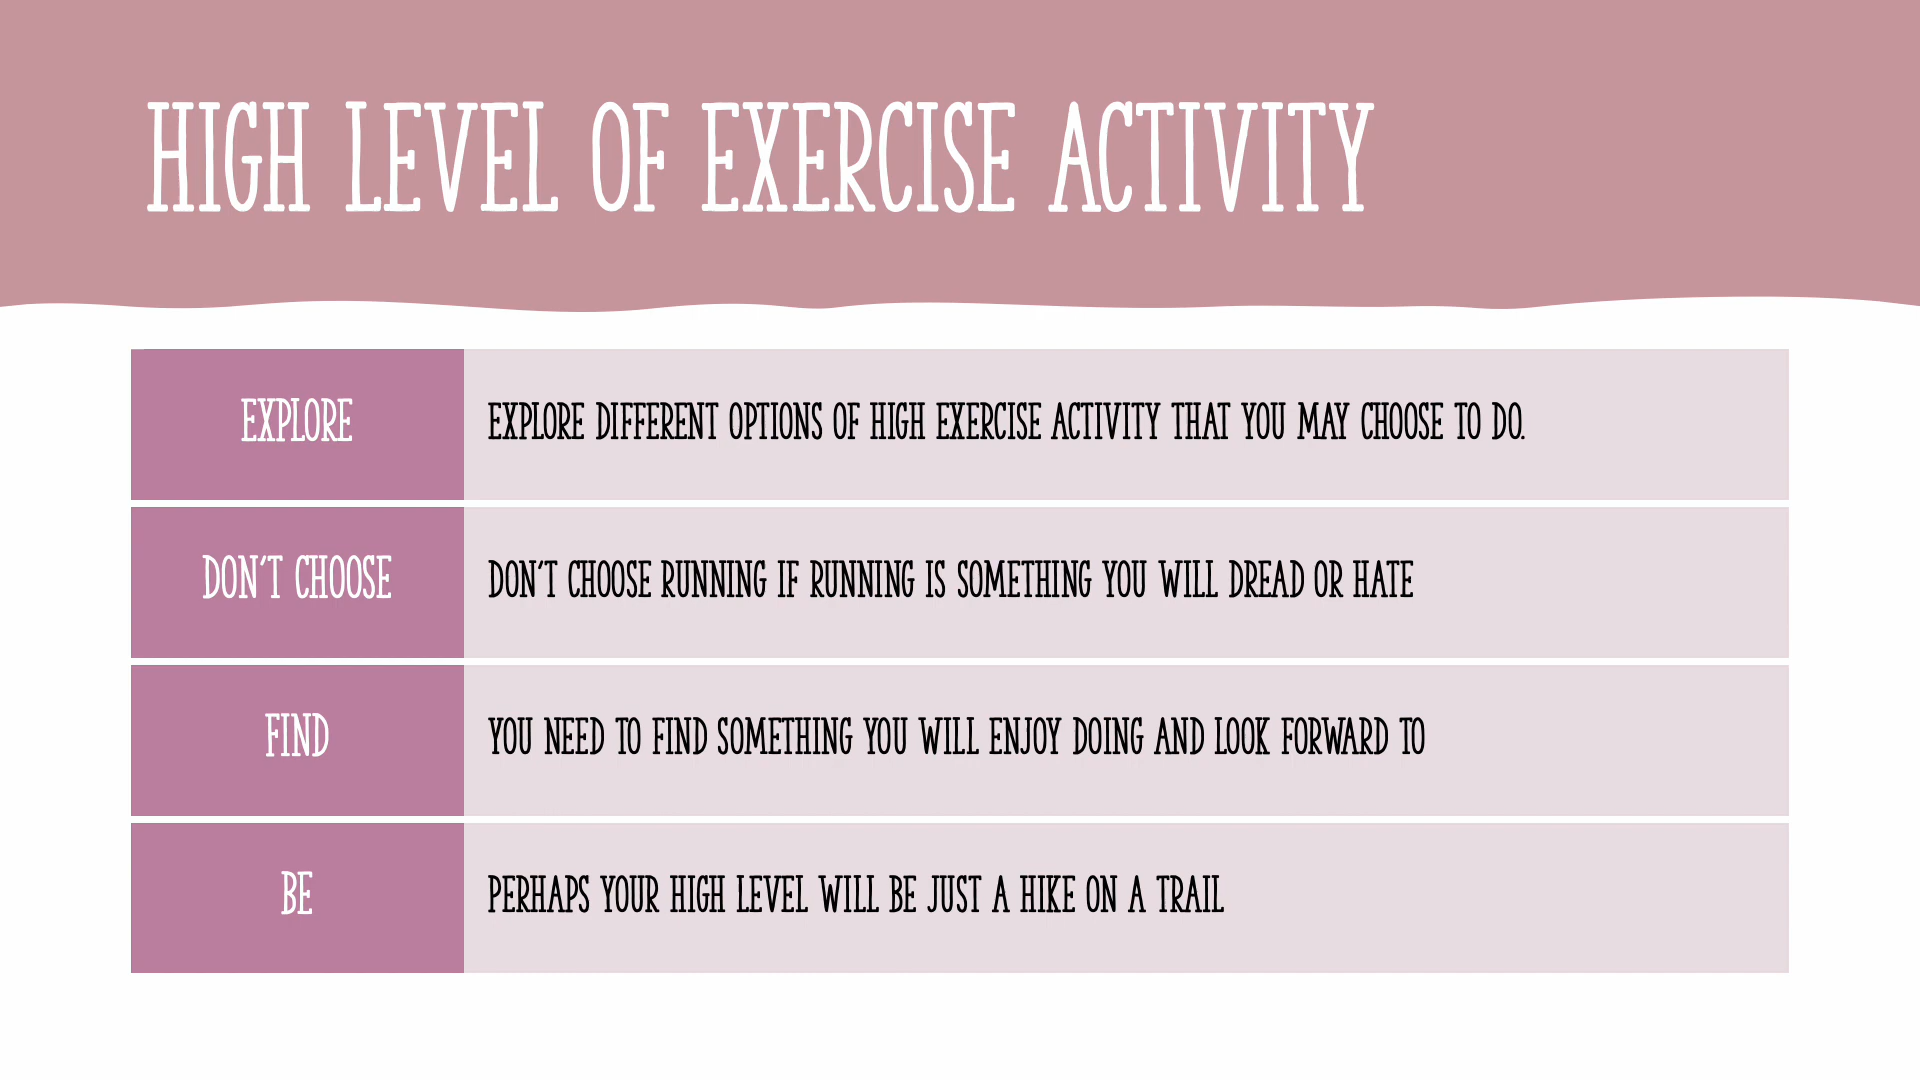 HIGH LEVEL OF EXERCISE ACTIVITY
EXPLORE
EXPLORE DIFFERENT OPTIONS OF HIGH EXERCISE ACTIVITY THAT YOU MAY CHOOSE TO DO.
DON'T CHOOSE
DON'T CHOOSE RUNNING IF RUNNING IS SOMETHING YOU WILL DREAD OR HATE
FIND
YOU NEED TO FIND SOMETHING YOU WILL ENJOY DOING AND LOOK FORWARD TO
BE
PERHAPS YOUR HIGH LEVEL WILL BE JUST A HIKE ON A TRAIL